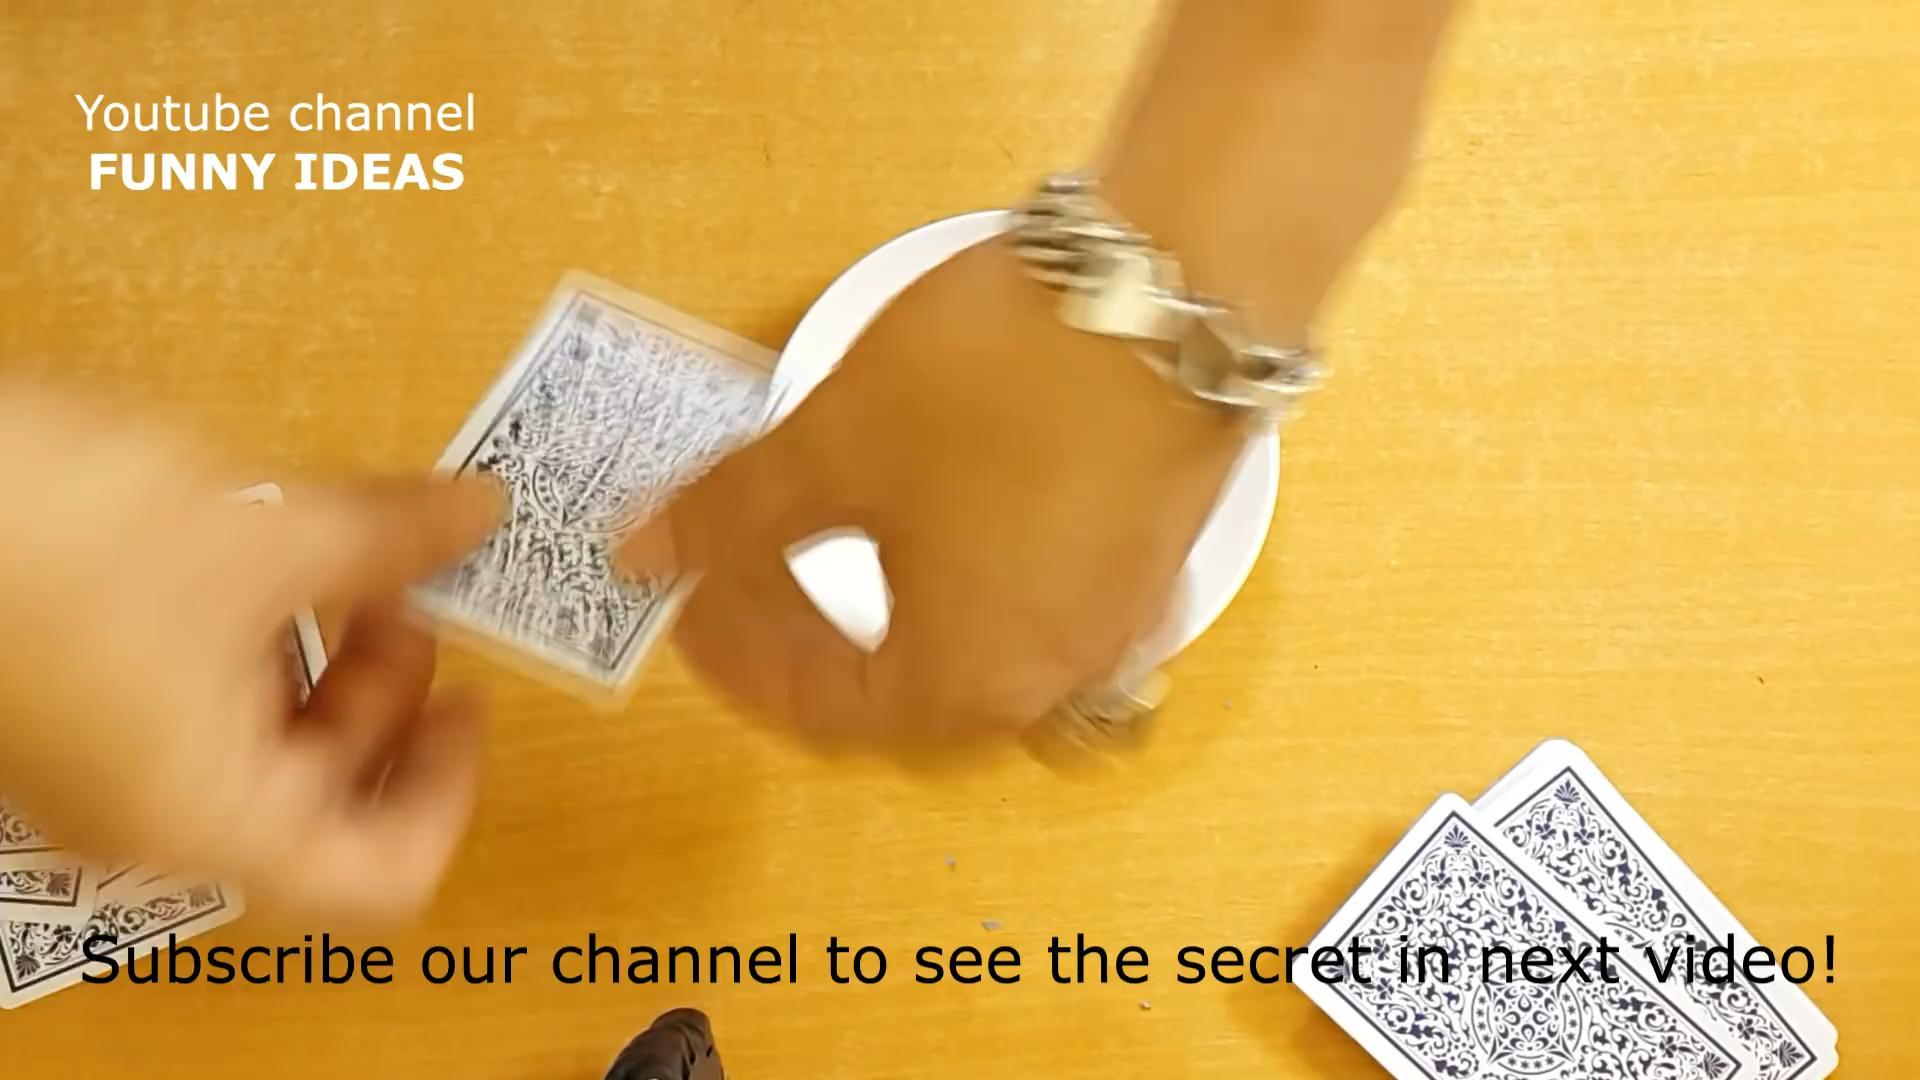 Youtube channel
FUNNY IDEAS
Subscribe our channel to see the secret in next video!